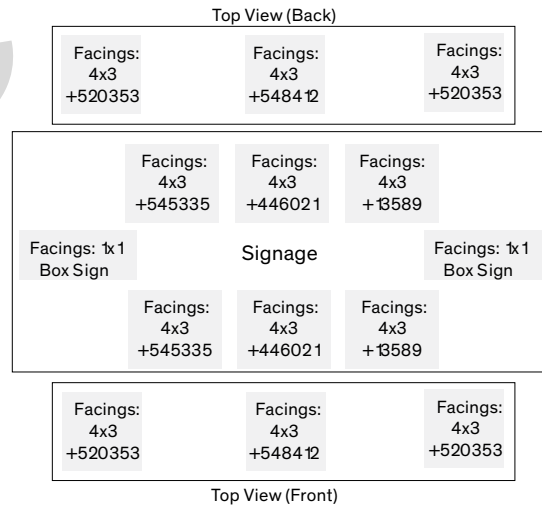 Top View (Back)
Facings:
4x3
+520353
Facings:
4x3
+548412
Facings:
4x3
+520353
Facings:
4x3
+545335
Facings:
4x3
+446021
Facings:
4x3
+13589
Facings: 1x1
Box Sign
Signage
Facings: 1x1
Box Sign
Facings:
4x3
+545335
Facings:
4x3
+446021
Facings:
4x3
+13589
Facings:
4x3
+520353
Facings:
4x3
+548412
Facings:
4x3
+520353
Top View (Front)